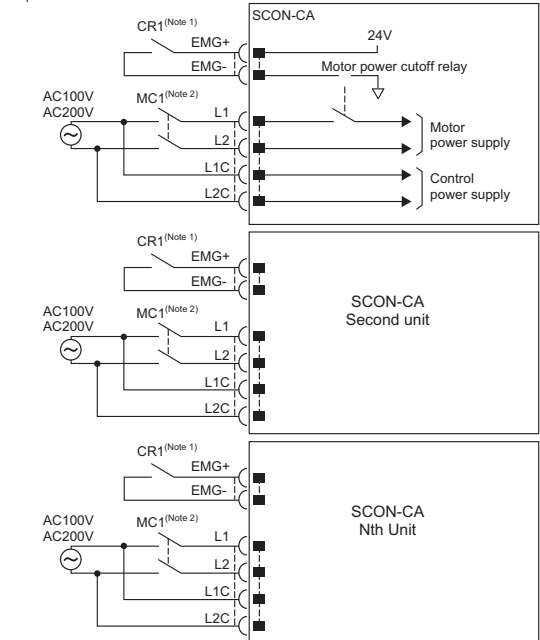 SCON-CA
CR1(Note 1)
EMG+
24V
EMG-
Motor power cutoff relay
AC100V
AC200V
MC1(Note 2)
L1
L2
Motor
power supply
L1C
L2C
Control
power supply
CR1(Note 1)
EMG+
EMG-
SCON-CA
Second unit
AC100V
AC200V
MC1(Note 2)
L1
L2
L1C
L2C
CR1(Note 1)
EMG+
EMG-
SCON-CA
Nth Unit
AC100V
AC200V
MC1(Note 2)
L1
L2
L1C
L2C